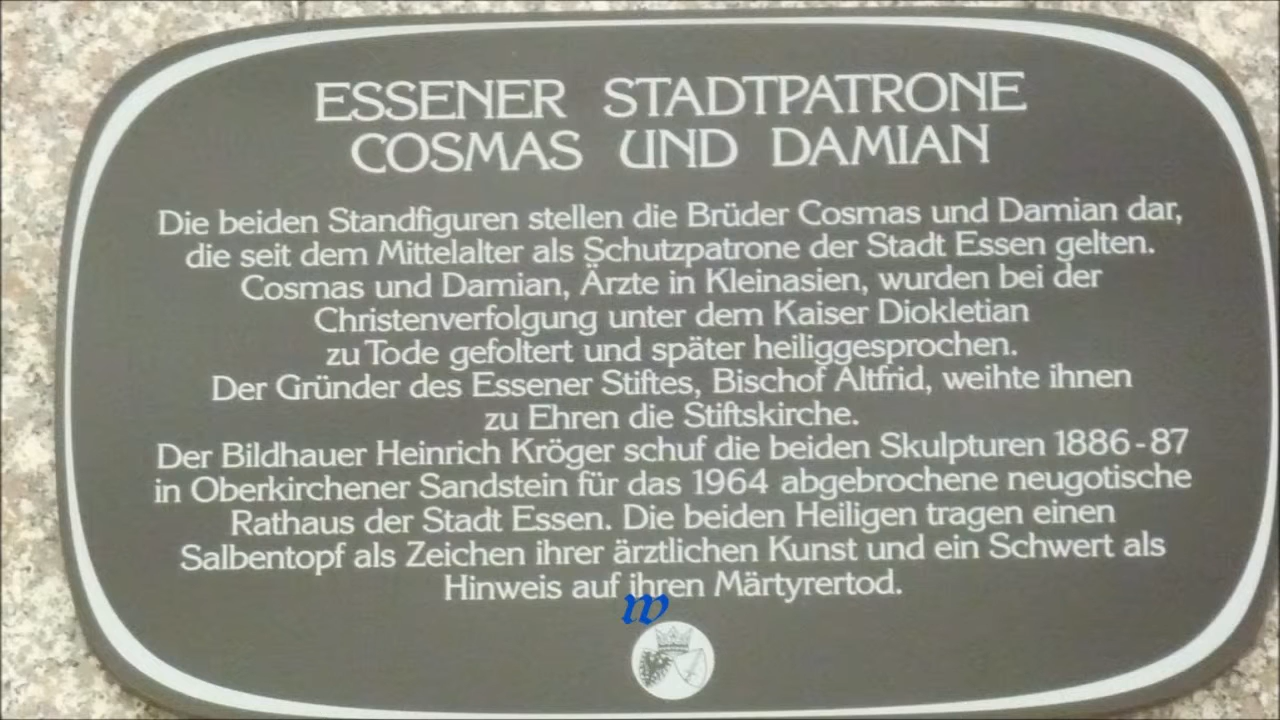 ESSENER STADTPATRONE
COSMAS UND DAMIAN
Die beiden Standfiguren stellen die Brüder Cosmas und Damian dar,
die seit dem Mittelalter als Schutzpatrone der Stadt Essen gelten.
Cosmas und Damian, Ärzte in Kleinasien, wurden bei der
Christenverfolgung unter dem Kaiser Diokletian
zu Tode gefoltert und später heiliggesprochen.
Der Gründer des Essener Stiftes, Bischof Altfrid, weihte ihnen
zu Ehren die Stiftskirche.
Der Bildhauer Heinrich Kröger schuf die beiden Skulpturen 1886-87
in Oberkirchener Sandstein für das 1964 abgebrochene neugotische
Rathaus der Stadt Essen. Die beiden Heiligen tragen einen
Salbentopf als Zeichen ihrer ärztlichen Kunst und ein Schwert als
Hinweis auf ihren Märtyrertod.
w